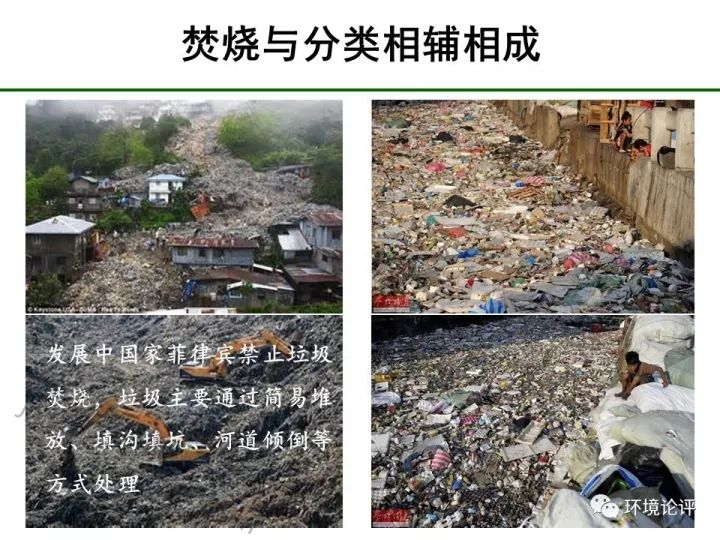 焚烧与分类相辅相成
发展中国家菲律宾禁止垃圾
焚烧，垃圾主要通过简易堆
放、填沟填坑、河道倾倒等
方式处理
环境论评